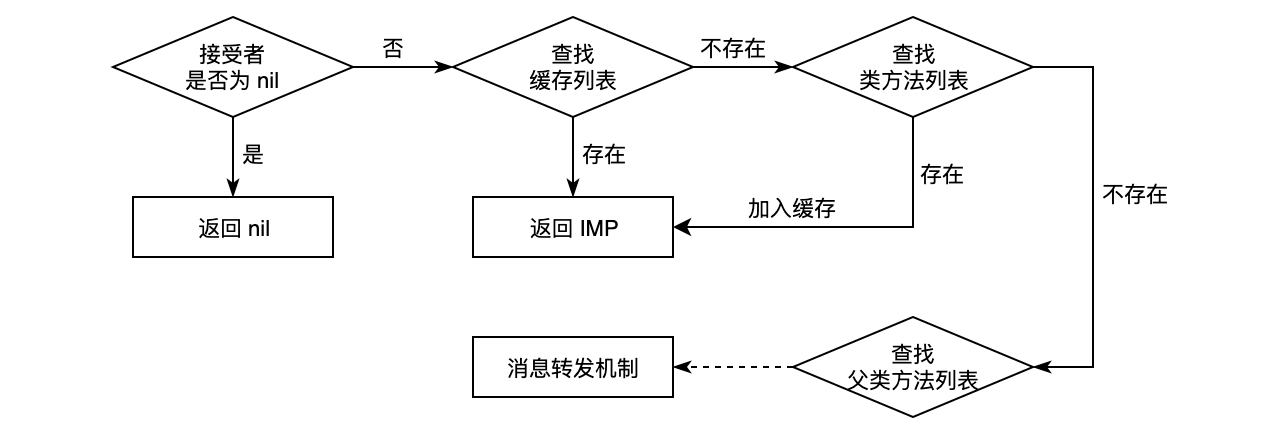 接受者
是否为 nil
否
查找
缓存列表
不存在
查找
类方法列表
是
存在
存在
不存在
返回 nil
返回 IMP
加入缓存
消息转发机制
查找
父类方法列表